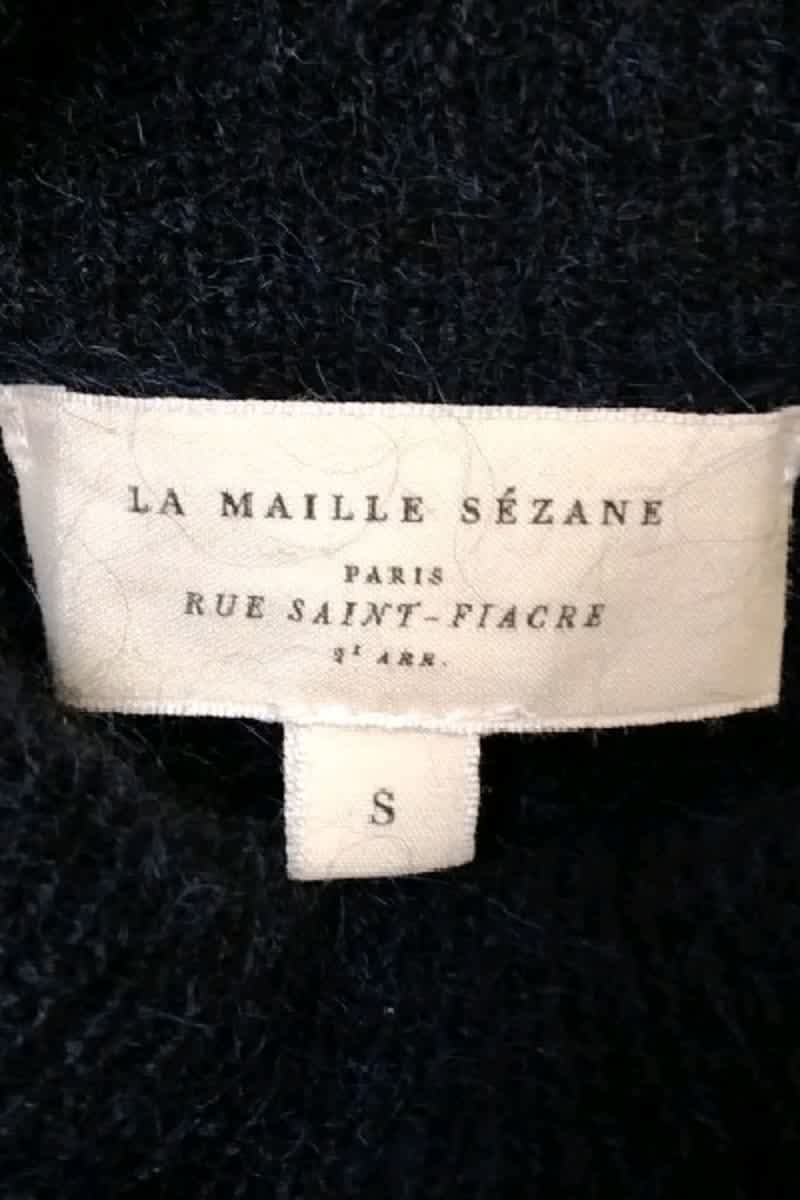 LA MAILLE SÉZANE
PARIS
RUE SAINT-FIACRE
2ᴱ ARR.
S